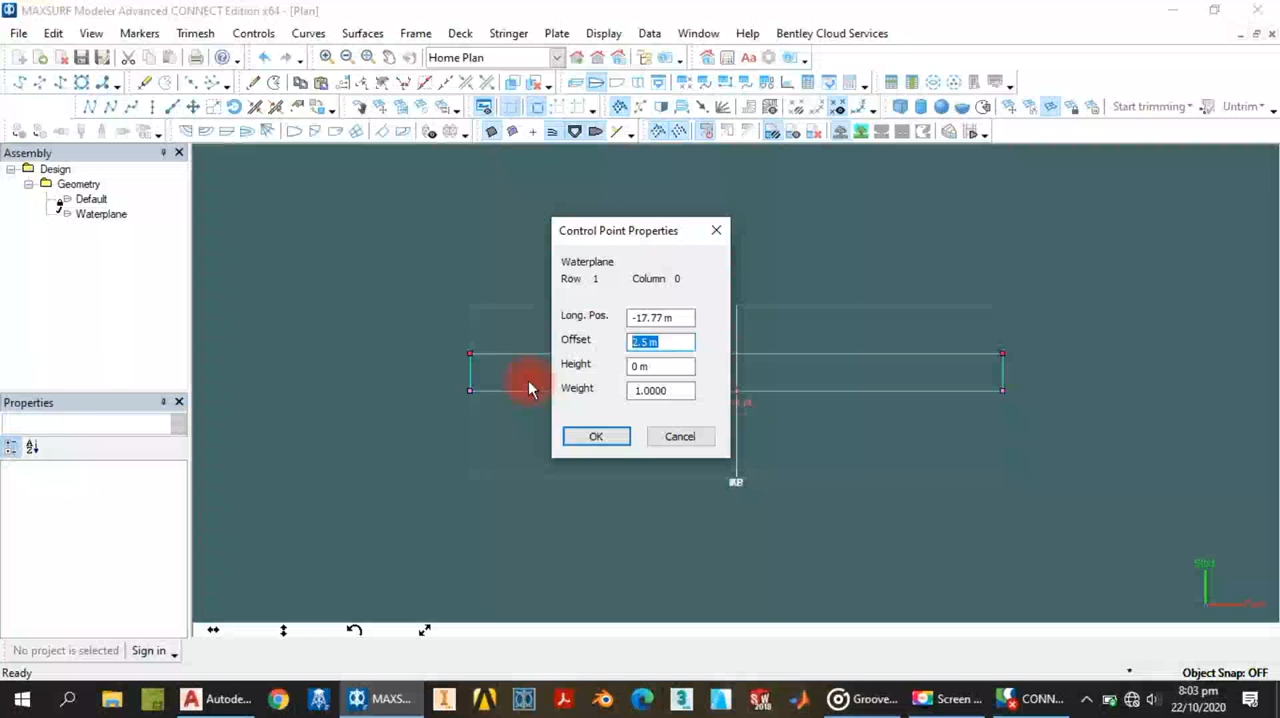 MAXSURF Modeler Advanced CONNECT Edition x64 - [Plan]
File Edit View Markers Trimesh Controls Curves Surfaces Frame Deck Stringer Plate Display Data Window Help Bentley Cloud Services
Home Plan
Aa
Start trimming Untrim
Assembly
Design
Geometry
Default
Waterplane
Properties
No project is selected Sign in
Control Point Properties
Waterplane
Row 1 Column 0
Long. Pos. -17.77 m
Offset 2.5 m
Height 0 m
Weight 1.0000
OK Cancel
Ready
Object Snap: OFF
Autode... MAXS... Groove... Screen ... CONN...
8:03 pm
22/10/2020